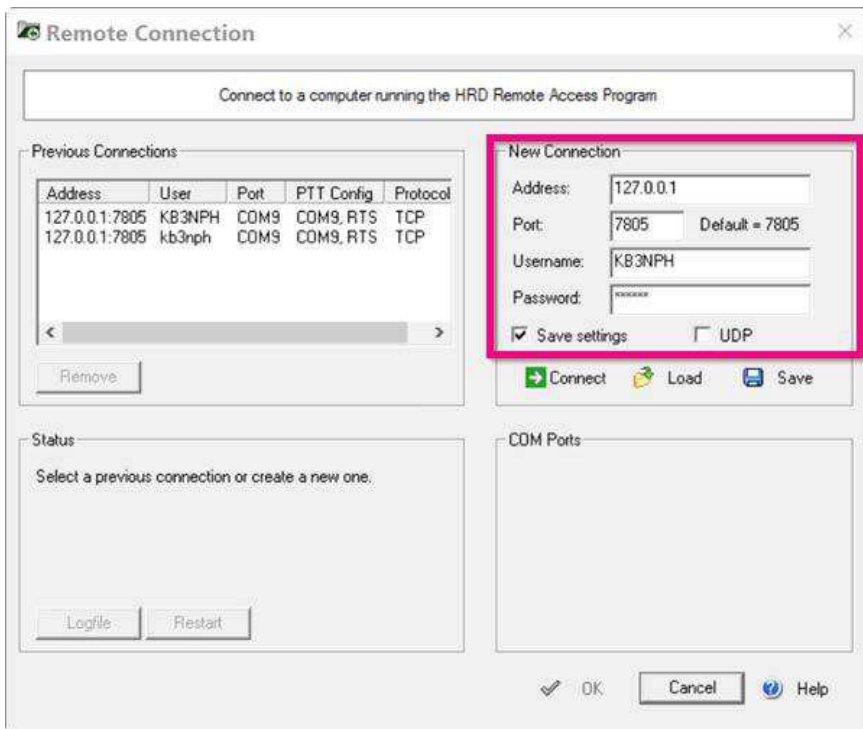 Remote Connection
Connect to a computer running the HRD Remote Access Program
Previous Connections
Address User Port PTT Config Protocol
127.0.0.1:7805 KB3NPH COM9 COM9, RTS TCP
127.0.0.1:7805 kb3nph COM9 COM9, RTS TCP
Remove
New Connection
Address: 127.0.0.1
Port: 7805 Default = 7805
Username: KB3NPH
Password: ******
Save settings UDP
Connect Load Save
Status
Select a previous connection or create a new one.
Logfile Restart
COM Ports
OK Cancel Help